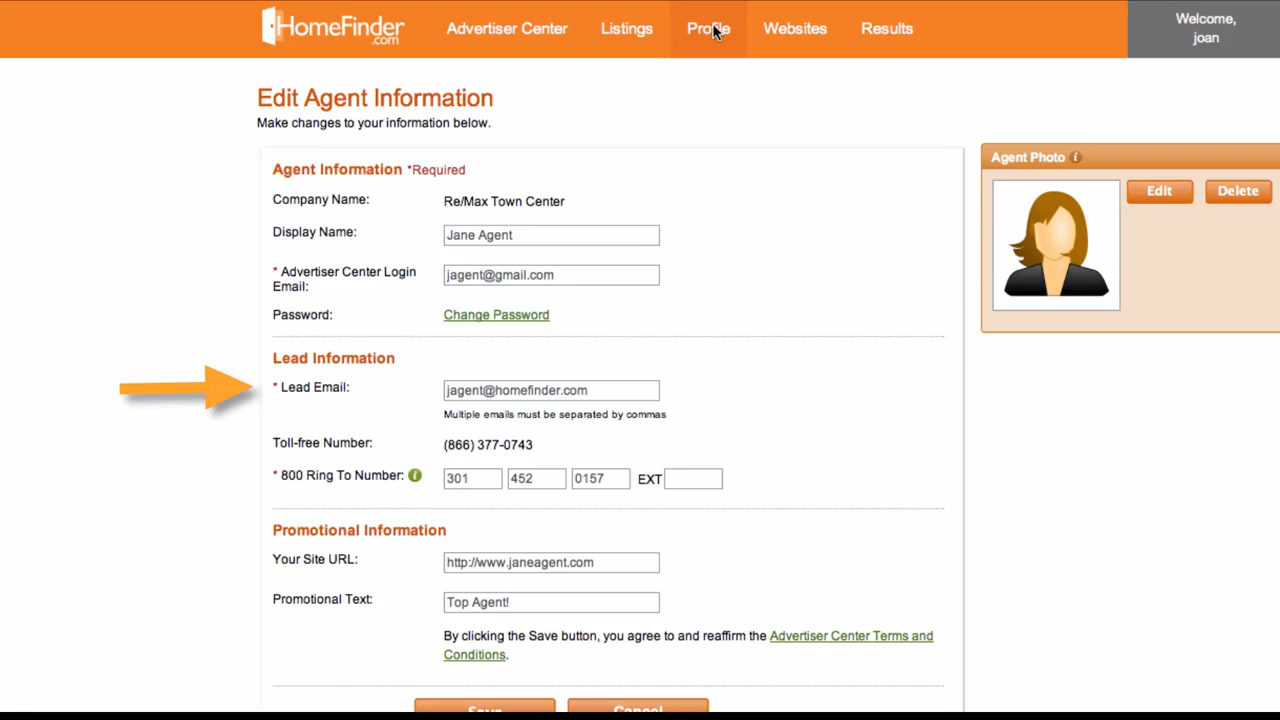 HomeFinder.com
Advertiser Center
Listings
Profile
Websites
Results
Welcome,
joan
Edit Agent Information
Make changes to your information below.
Agent Information *Required
Company Name: Re/Max Town Center
Display Name: Jane Agent
* Advertiser Center Login
Email: jagent@gmail.com
Password: Change Password
Lead Information
* Lead Email: jagent@homefinder.com
Multiple emails must be separated by commas
Toll-free Number: (866) 377-0743
* 800 Ring To Number: i 301 452 0157 EXT
Promotional Information
Your Site URL: http://www.janeagent.com
Promotional Text: Top Agent!
By clicking the Save button, you agree to and reaffirm the Advertiser Center Terms and
Conditions.
Save
Cancel
Agent Photo i
Edit
Delete